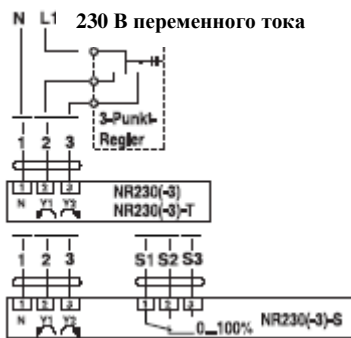 N L1 230 В переменного тока
3-Punkt-
Regler
1 2 3
1 2 3
N Y1 Y2
NR230(-3)
NR230(-3)-T
1 2 3 S1 S2 S3
1 2 3 1 2 3
N Y1 Y2 0...100% NR230(-3)-S